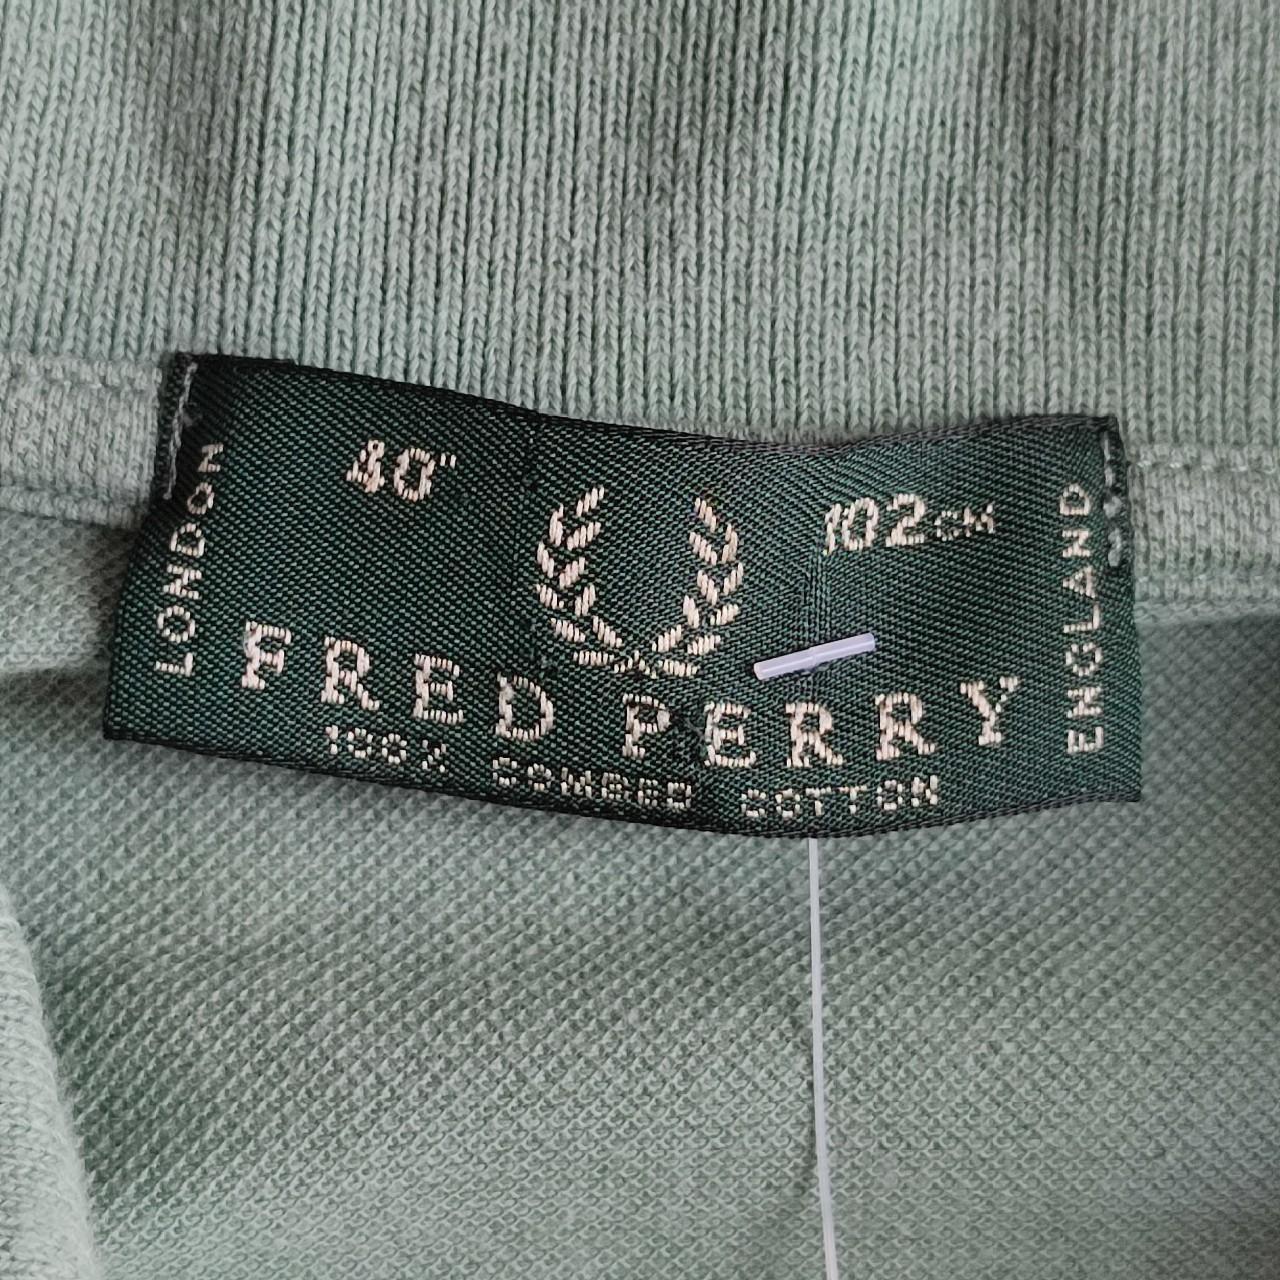 40"
102CM
LONDON
FRED PERRY
100% COMBED COTTON
ENGLAND